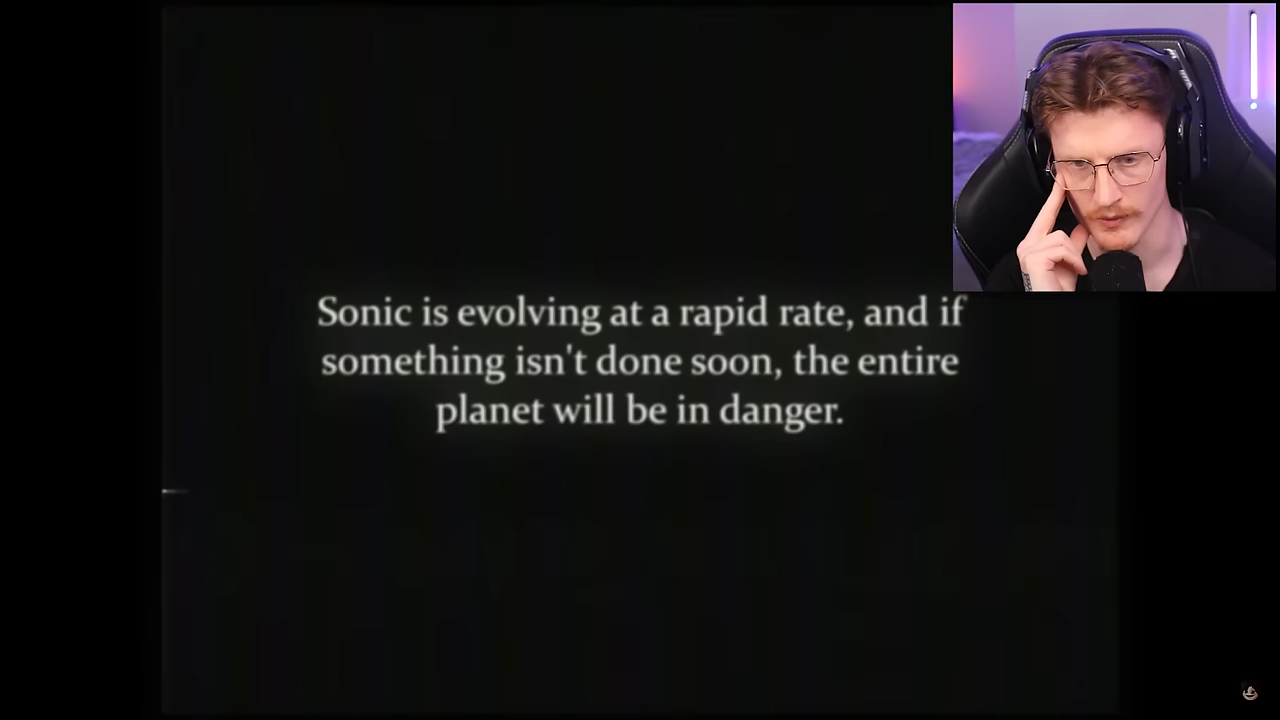 Sonic is evolving at a rapid rate, and if
something isn't done soon, the entire
planet will be in danger.